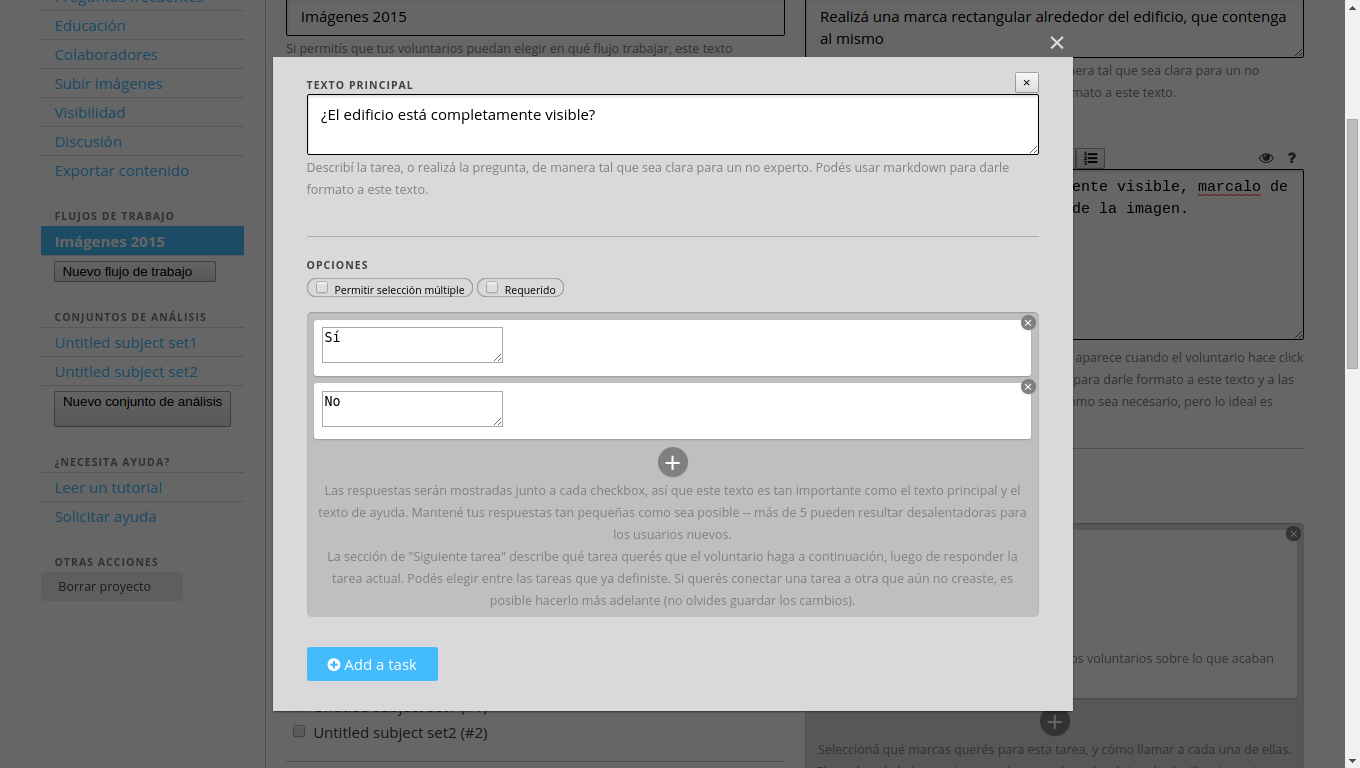 Preguntas frecuentes
Educación
Colaboradores
Subir imágenes
Visibilidad
Discusión
Exportar contenido
FLUJOS DE TRABAJO
Imágenes 2015
Nuevo flujo de trabajo
CONJUNTOS DE ANÁLISIS
Untitled subject set1
Untitled subject set2
Nuevo conjunto de análisis
¿NECESITA AYUDA?
Leer un tutorial
Solicitar ayuda
OTRAS ACCIONES
Borrar proyecto
Imágenes 2015
Si permitís que tus voluntarios puedan elegir en qué flujo trabajar, este texto
Realizá una marca rectangular alrededor del edificio, que contenga
al mismo
nera tal que sea clara para un no
mato a este texto.
TEXTO PRINCIPAL
¿El edificio está completamente visible?
Describí la tarea, o realizá la pregunta, de manera tal que sea clara para un no experto. Podés usar markdown para darle
formato a este texto.
OPCIONES
Permitir selección múltiple
Requerido
Sí
No
Las respuestas serán mostradas junto a cada checkbox, así que este texto es tan importante como el texto principal y el
texto de ayuda. Mantené tus respuestas tan pequeñas como sea posible -- más de 5 pueden resultar desalentadoras para
los usuarios nuevos.
La sección de "Siguiente tarea" describe qué tarea querés que el voluntario haga a continuación, luego de responder la
tarea actual. Podés elegir entre las tareas que ya definiste. Si querés conectar una tarea a otra que aún no creaste, es
posible hacerlo más adelante (no olvides guardar los cambios).
Add a task
ente visible, marcalo de
de la imagen.
aparece cuando el voluntario hace click
para darle formato a este texto y a las
omo sea necesario, pero lo ideal es
os voluntarios sobre lo que acaban
Untitled subject set2 (#2)
Seleccioná qué marcas querés para esta tarea, y cómo llamar a cada una de ellas.